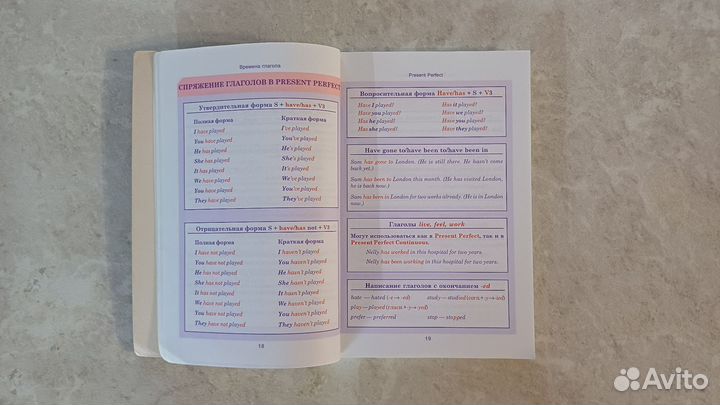 Времена глагола
СПРЯЖЕНИЕ ГЛАГОЛОВ В PRESENT PERFECT
Утвердительная форма S + have/has + V3
Полная форма Краткая форма
I have played I've played
You have played You've played
He has played He's played
She has played She's played
It has played It's played
We have played We've played
You have played You've played
They have played They've played
Отрицательная форма S + have/has not + V3
Полная форма Краткая форма
I have not played I haven't played
You have not played You haven't played
He has not played He hasn't played
She has not played She hasn't played
It has not played It hasn't played
We have not played We haven't played
You have not played You haven't played
They have not played They haven't played
18
Present Perfect
Вопросительная форма Have/has + S + V3
Have I played? Has it played?
Have you played? Have we played?
Has he played? Have you played?
Has she played? Have they played?
Have gone to/have been to/have been in
Sam has gone to London. (He is still there. He hasn't come
back yet.)
Sam has been to London this month. (He has visited London,
he is back now.)
Sam has been in London for two weeks already. (He is in London
now.)
Глаголы live, feel, work
Могут использоваться как в Present Perfect, так и в
Present Perfect Continuous.
Nelly has worked in this hospital for two years.
Nelly has been working in this hospital for two years.
Написание глаголов с окончанием -ed
hate — hated (-e → -ed) study — studied (согл.+ -y → -ied)
play — played (гласн.+ -y → -yed)
prefer — preferred stop — stopped
19
Avito